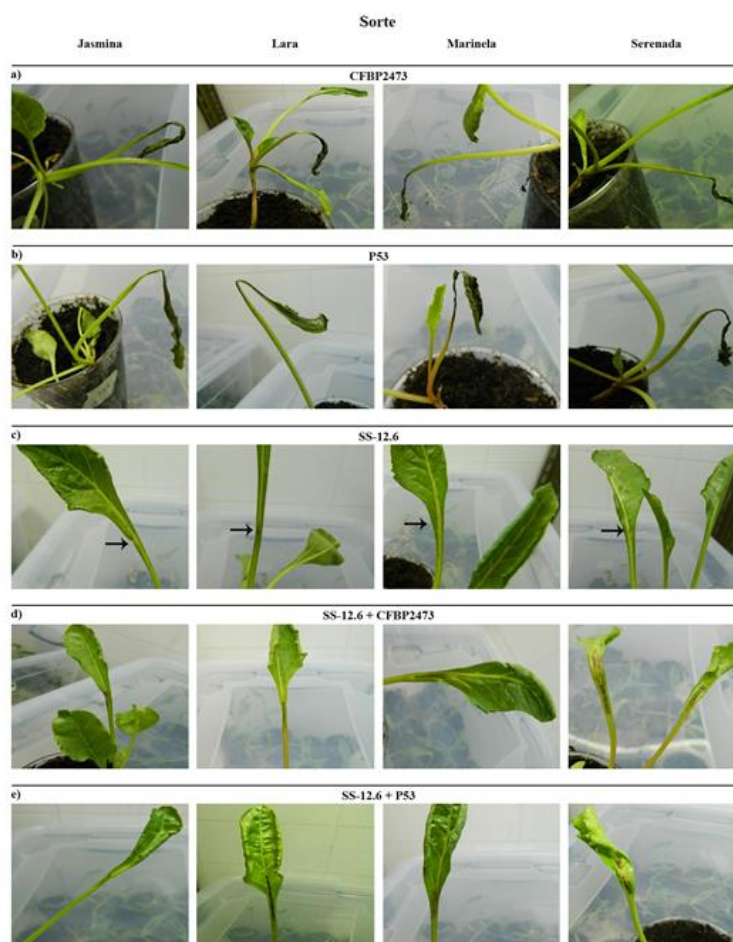 Sorte
Jasmina Lara Marinela Serenada
a) CFBP2473
b) P53
c) SS-12.6
d) SS-12.6 + CFBP2473
e) SS-12.6 + P53